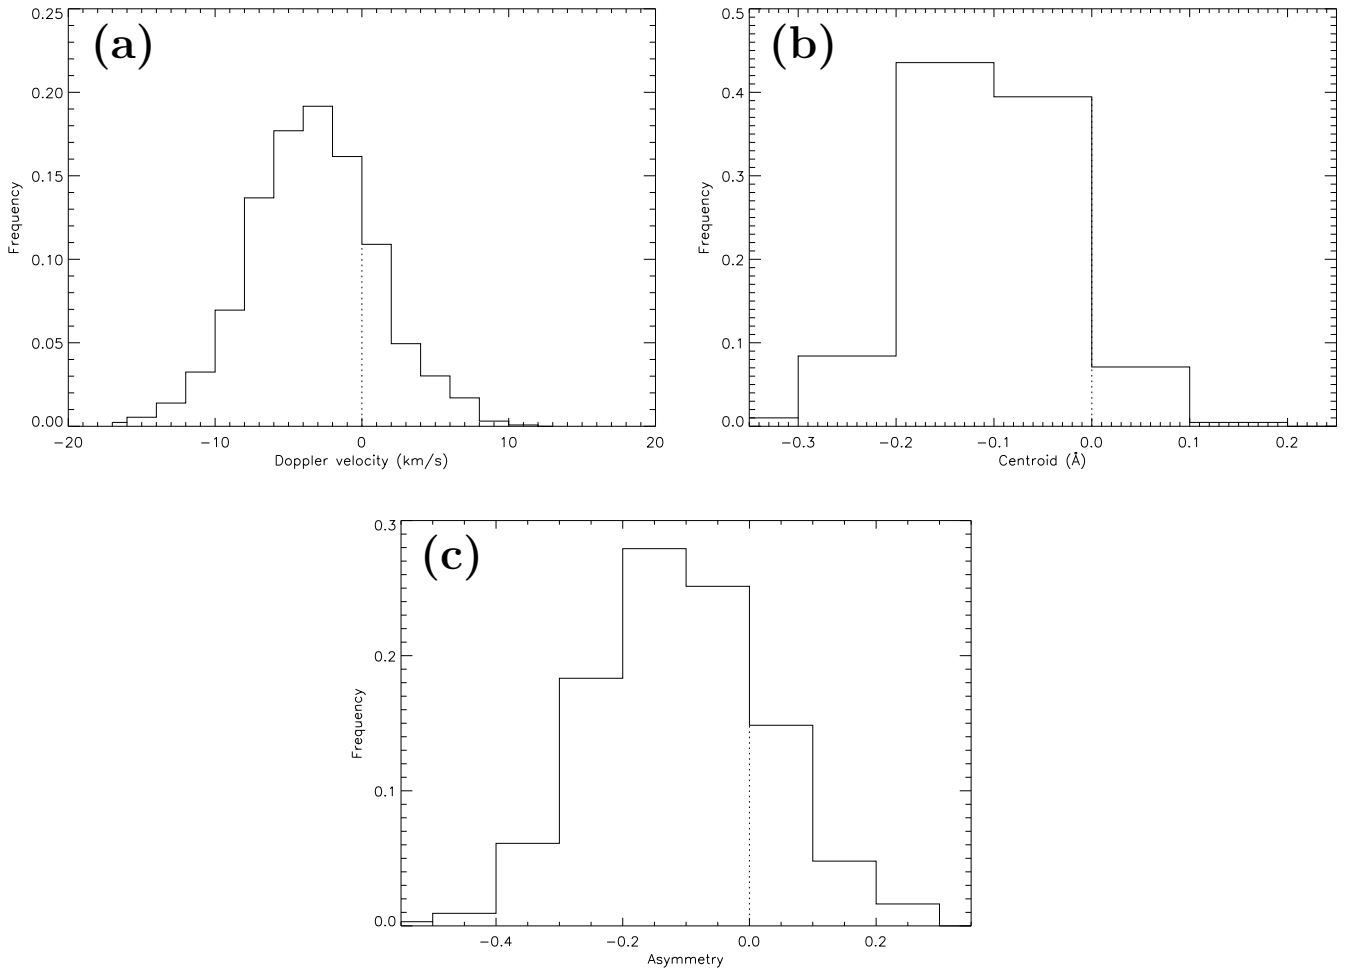 (a)
0.25
0.20
0.15
0.10
0.05
0.00
Frequency
−20 −10 0 10 20
Doppler velocity (km/s)
(b)
0.5
0.4
0.3
0.2
0.1
0.0
Frequency
−0.3 −0.2 −0.1 0.0 0.1 0.2
Centroid (Å)
(c)
0.3
0.2
0.1
0.0
Frequency
−0.4 −0.2 0.0 0.2
Asymmetry